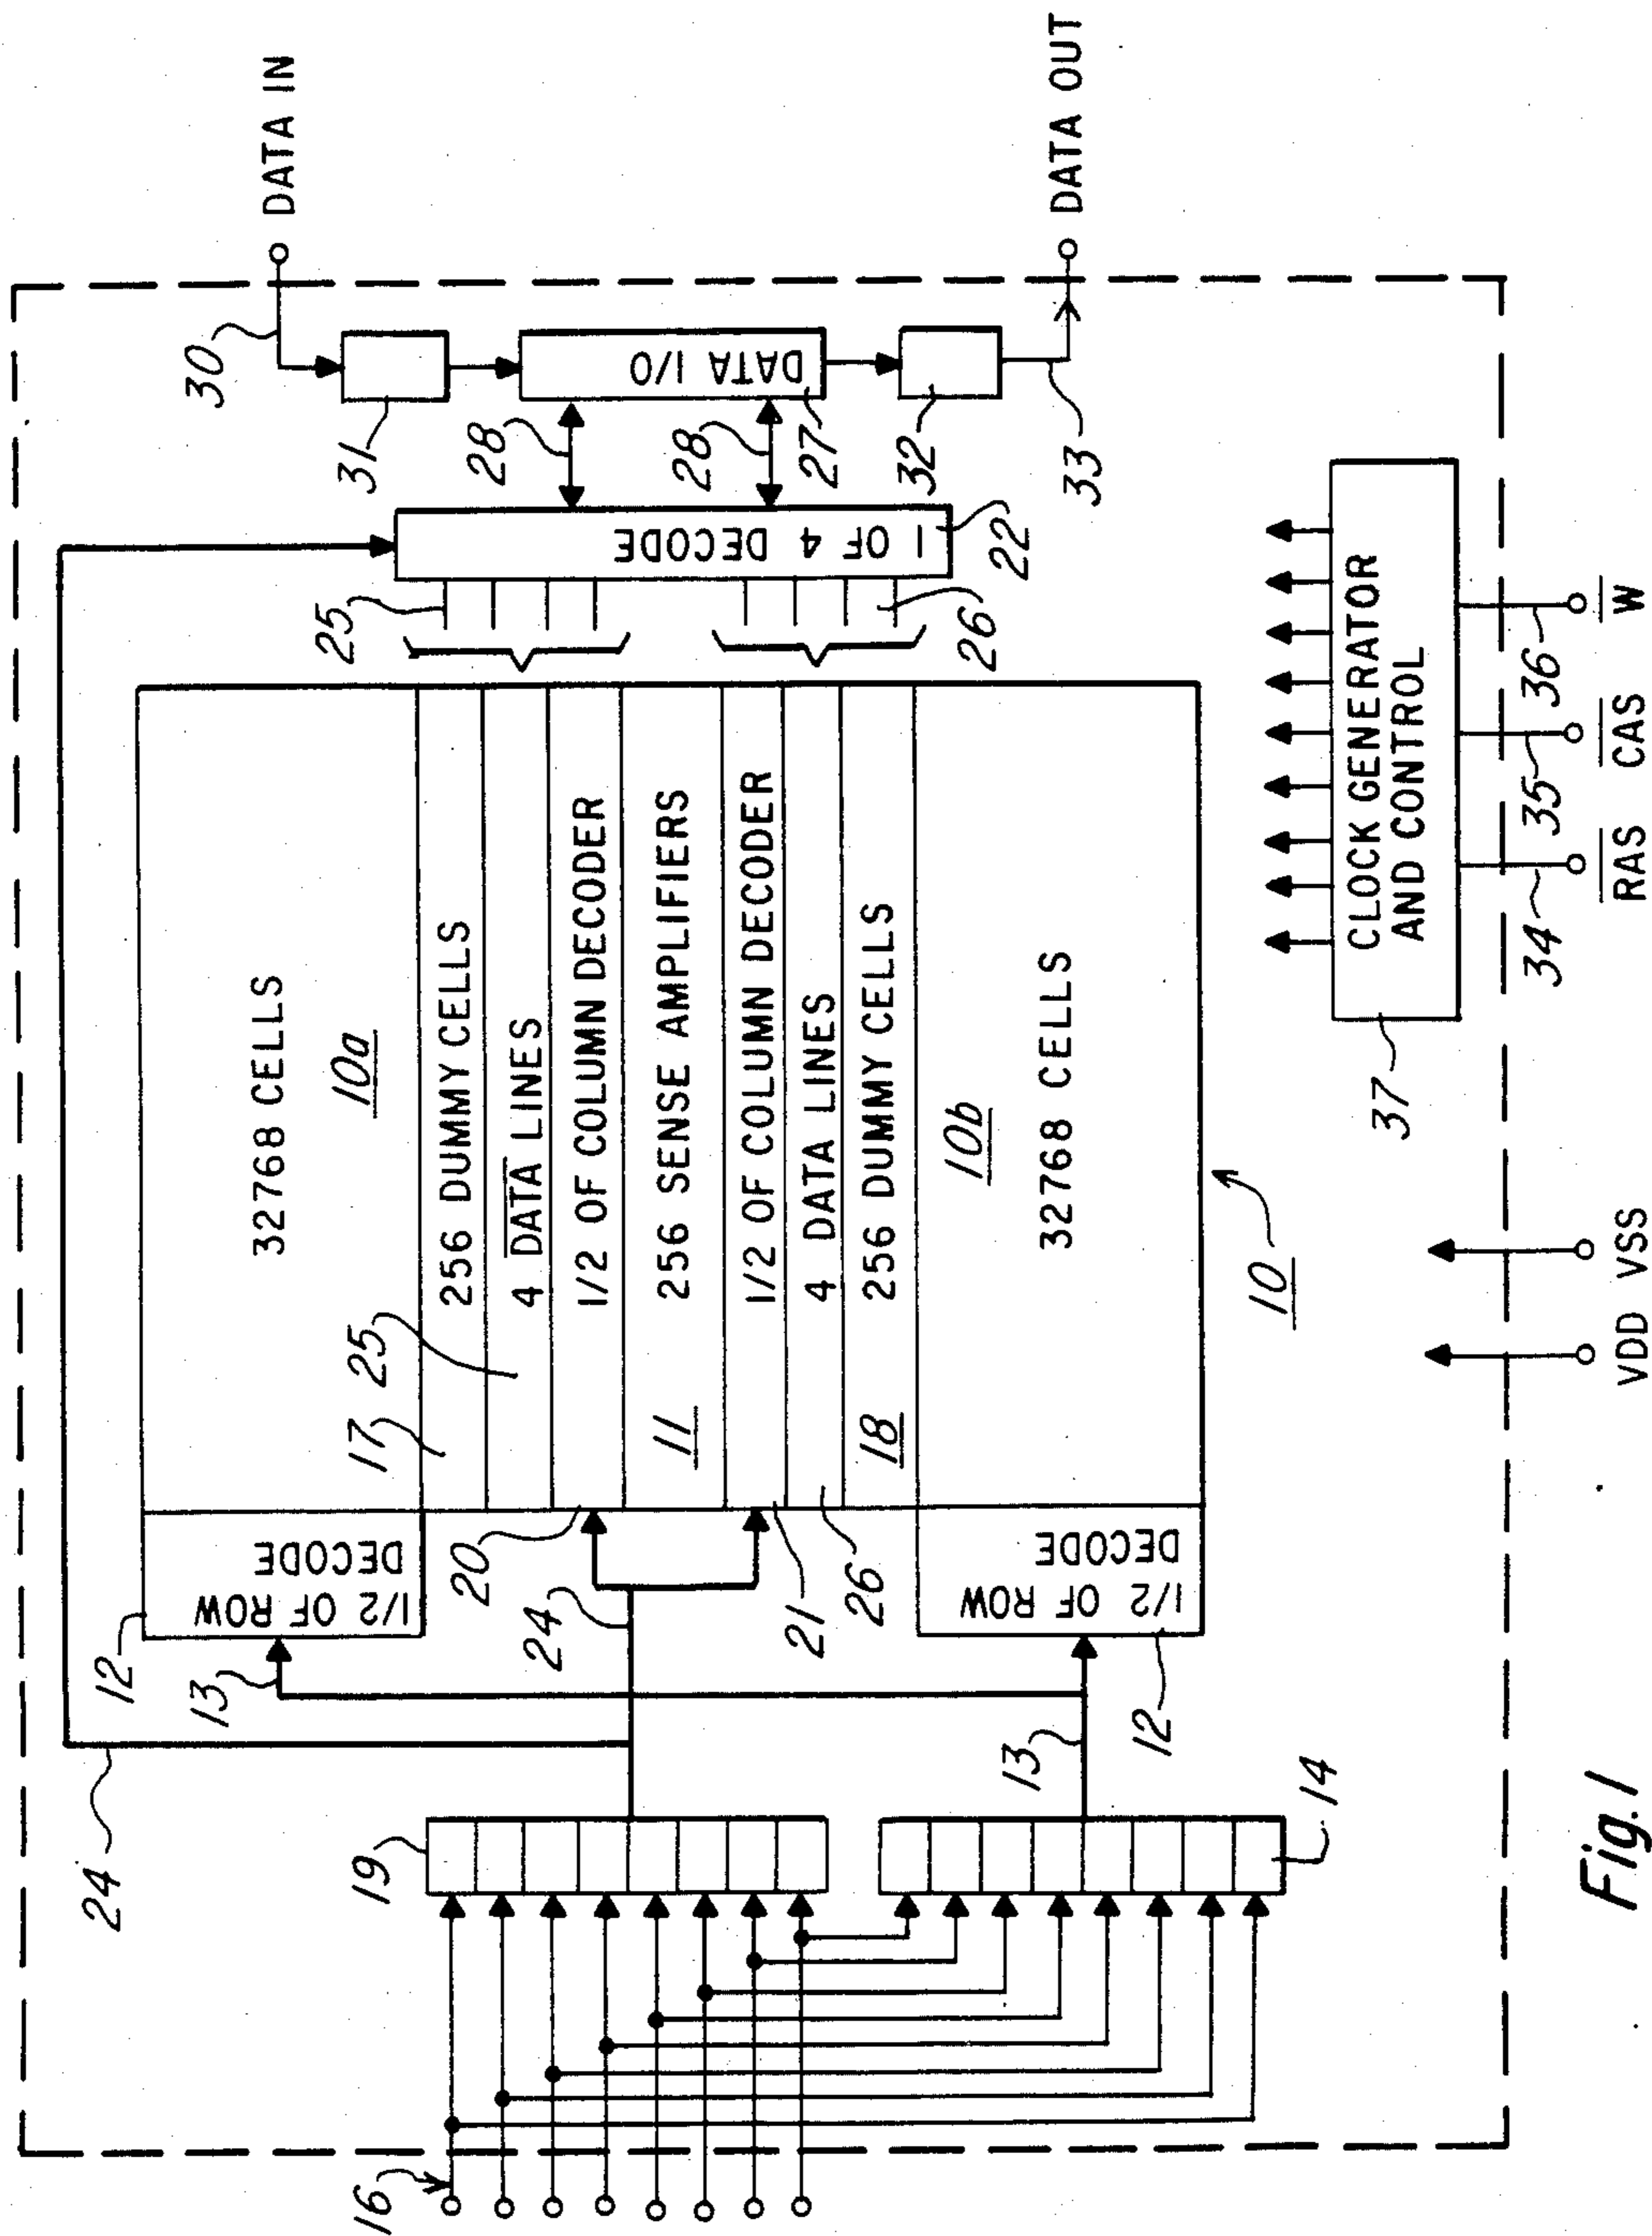 30
DATA IN
31
28
28
DATA I/O
27
32
33
DATA OUT
25
1 OF 4 DECODE
26
22
24
12
1/2 OF ROW
DECODE
13
32768 CELLS
10a
17
256 DUMMY CELLS
25
4 D̅A̅T̅A̅ LINES
20
1/2 OF COLUMN DECODER
24
11
256 SENSE AMPLIFIERS
21
1/2 OF COLUMN DECODER
26
4 DATA LINES
18
256 DUMMY CELLS
10b
32768 CELLS
1/2 OF ROW
DECODE
12
13
10
19
14
16
CLOCK GENERATOR
AND CONTROL
37
34
35
36
VDD VSS
R̅A̅S̅ C̅A̅S̅ W̅
Fig.1